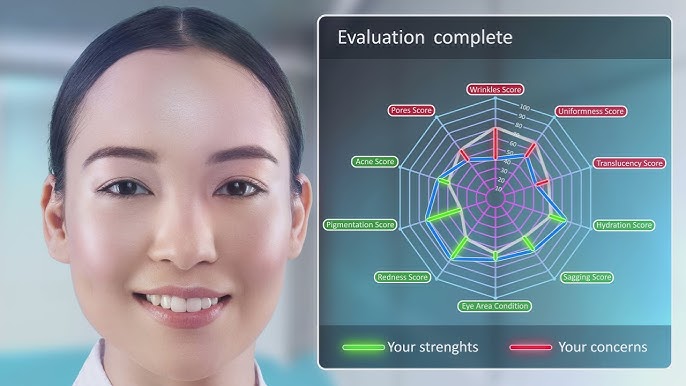 Evaluation complete
Wrinkles Score
Pores Score
Uniformness Score
Acne Score
Translucency Score
Pigmentation Score
Hydration Score
Redness Score
Sagging Score
Eye Area Condition
100
90
80
60
50
40
30
20
10
Your strenghts
Your concerns